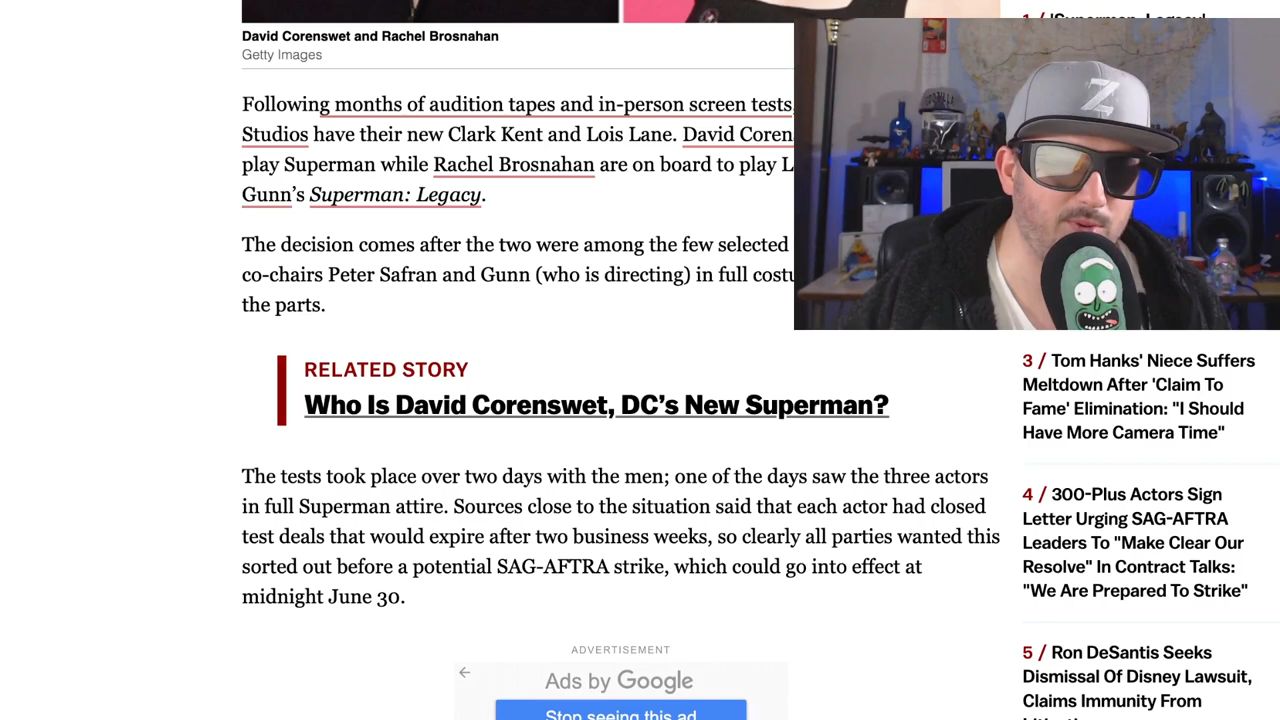 David Corenswet and Rachel Brosnahan
Getty Images
Following months of audition tapes and in-person screen tests,
Studios have their new Clark Kent and Lois Lane. David Coren
play Superman while Rachel Brosnahan are on board to play L
Gunn’s Superman: Legacy.
The decision comes after the two were among the few selected
co-chairs Peter Safran and Gunn (who is directing) in full costu
the parts.
RELATED STORY
Who Is David Corenswet, DC’s New Superman?
The tests took place over two days with the men; one of the days saw the three actors
in full Superman attire. Sources close to the situation said that each actor had closed
test deals that would expire after two business weeks, so clearly all parties wanted this
sorted out before a potential SAG-AFTRA strike, which could go into effect at
midnight June 30.
ADVERTISEMENT
Ads by Google
Stop seeing this ad
1 / 'Superman: Legacy'
Z
3 / Tom Hanks' Niece Suffers
Meltdown After 'Claim To
Fame' Elimination: "I Should
Have More Camera Time"
4 / 300-Plus Actors Sign
Letter Urging SAG-AFTRA
Leaders To "Make Clear Our
Resolve" In Contract Talks:
"We Are Prepared To Strike"
5 / Ron DeSantis Seeks
Dismissal Of Disney Lawsuit,
Claims Immunity From